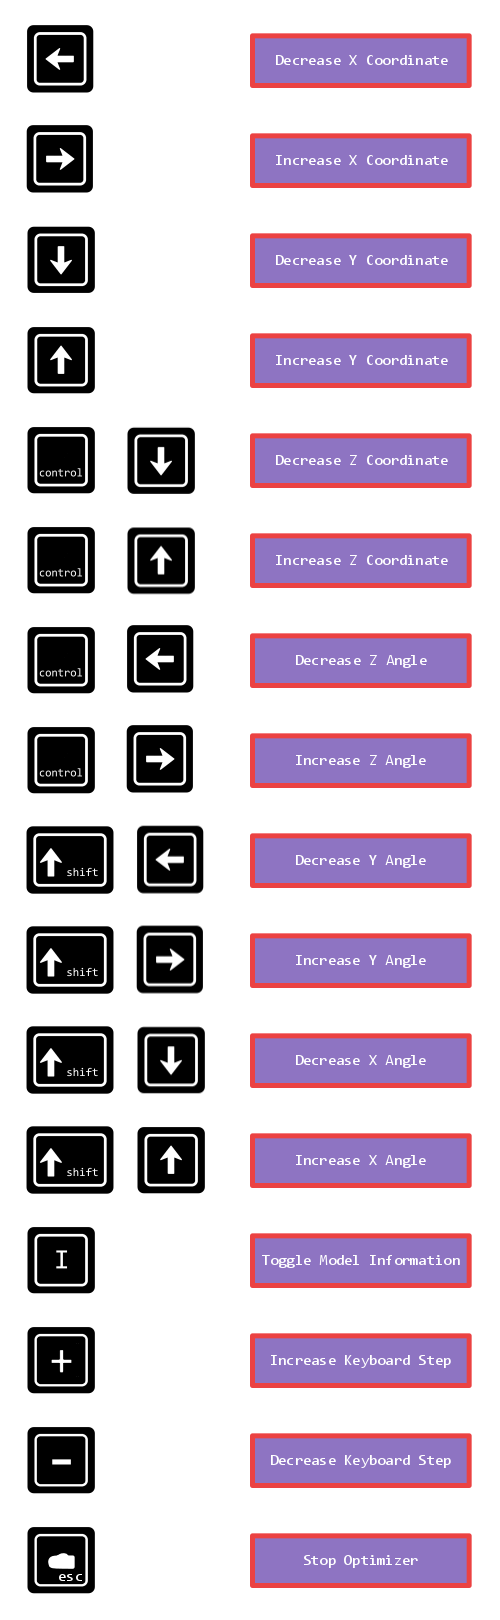 Decrease X Coordinate
Increase X Coordinate
Decrease Y Coordinate
Increase Y Coordinate
control Decrease Z Coordinate
control Increase Z Coordinate
control Decrease Z Angle
control Increase Z Angle
shift Decrease Y Angle
shift Increase Y Angle
shift Decrease X Angle
shift Increase X Angle
I Toggle Model Information
+ Increase Keyboard Step
- Decrease Keyboard Step
esc Stop Optimizer